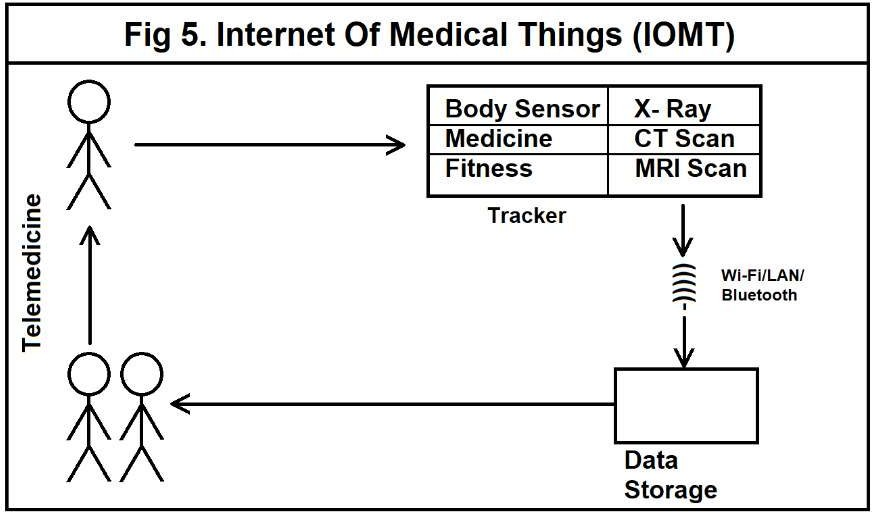 Fig 5. Internet Of Medical Things (IOMT)
Body Sensor X- Ray
Medicine CT Scan
Fitness MRI Scan
Tracker
Wi-Fi/LAN/
Bluetooth
Telemedicine
Data
Storage